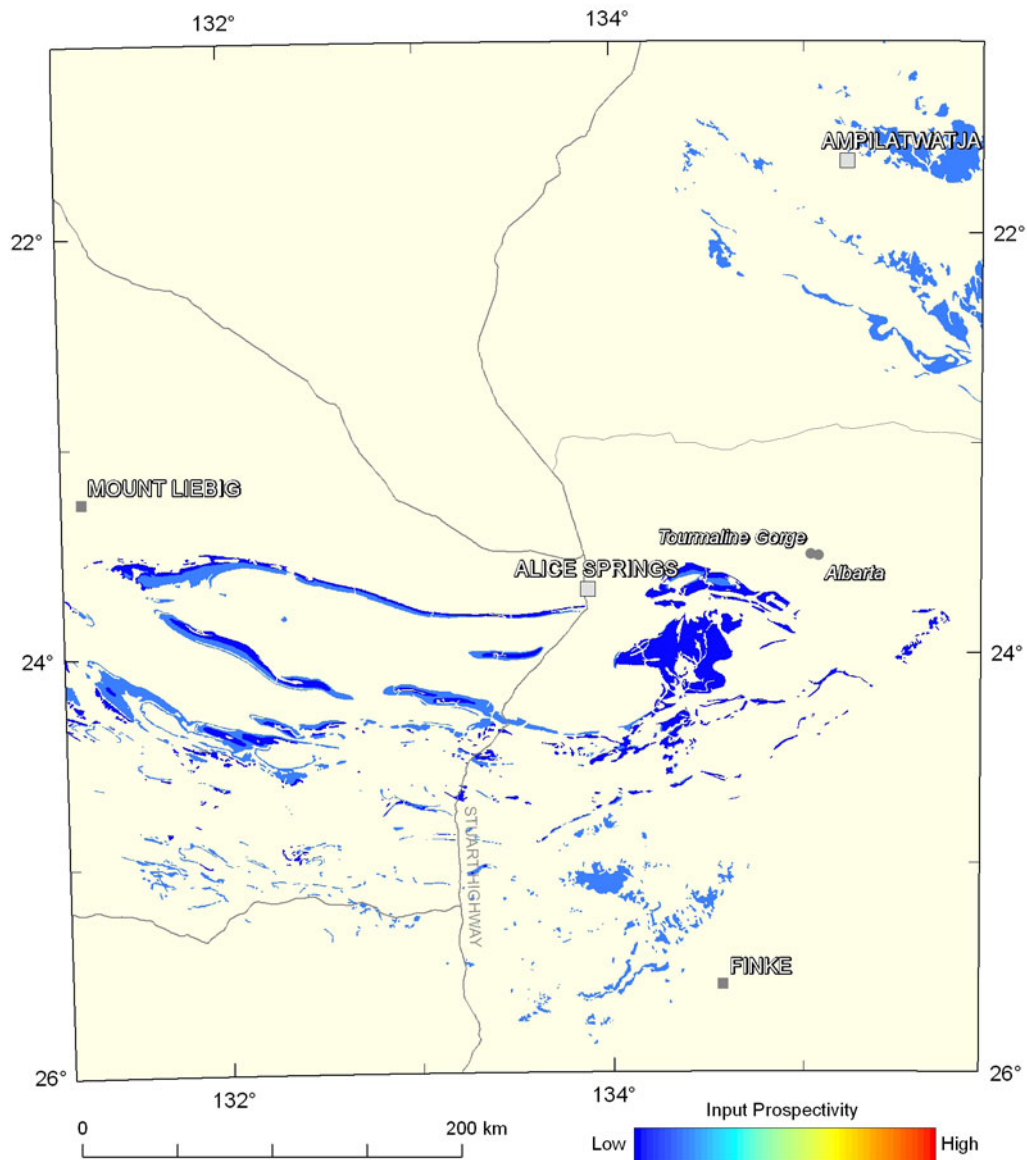 132°
134°
AMPILATWATJA
22°
22°
MOUNT LIEBIG
Tourmaline Gorge
ALICE SPRINGS
Albarta
24°
24°
STUART HIGHWAY
FINKE
26°
26°
132°
134°
0
200 km
Input Prospectivity
Low
High